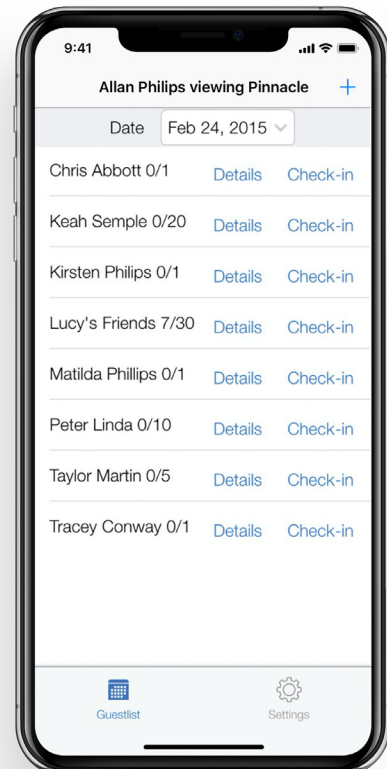 9:41
Allan Philips viewing Pinnacle +
Date Feb 24, 2015
Chris Abbott 0/1 Details Check-in
Keah Semple 0/20 Details Check-in
Kirsten Philips 0/1 Details Check-in
Lucy's Friends 7/30 Details Check-in
Matilda Phillips 0/1 Details Check-in
Peter Linda 0/10 Details Check-in
Taylor Martin 0/5 Details Check-in
Tracey Conway 0/1 Details Check-in
Guestlist Settings